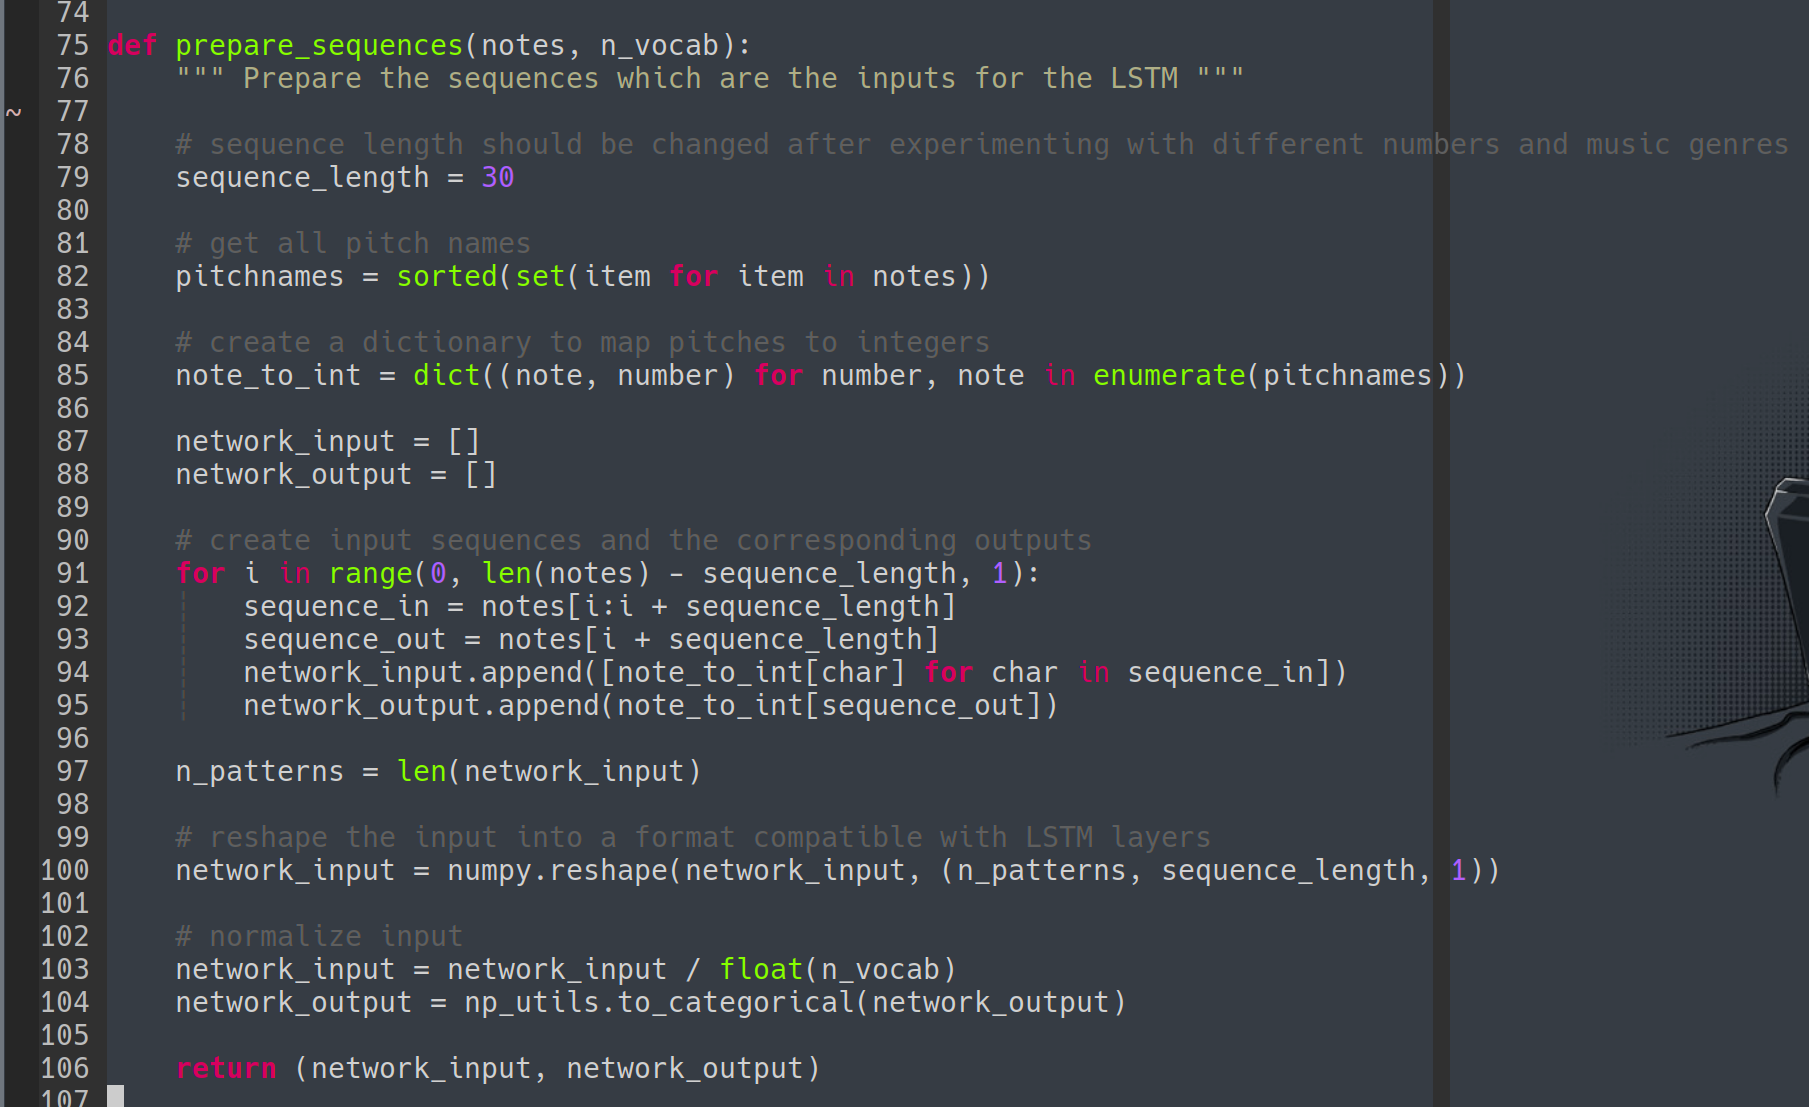 74
75 def prepare_sequences(notes, n_vocab):
76     """ Prepare the sequences which are the inputs for the LSTM """
~ 77
78     # sequence length should be changed after experimenting with different numbers and music genres
79     sequence_length = 30
80
81     # get all pitch names
82     pitchnames = sorted(set(item for item in notes))
83
84     # create a dictionary to map pitches to integers
85     note_to_int = dict((note, number) for number, note in enumerate(pitchnames))
86
87     network_input = []
88     network_output = []
89
90     # create input sequences and the corresponding outputs
91     for i in range(0, len(notes) - sequence_length, 1):
92         sequence_in = notes[i:i + sequence_length]
93         sequence_out = notes[i + sequence_length]
94         network_input.append([note_to_int[char] for char in sequence_in])
95         network_output.append(note_to_int[sequence_out])
96
97     n_patterns = len(network_input)
98
99     # reshape the input into a format compatible with LSTM layers
100     network_input = numpy.reshape(network_input, (n_patterns, sequence_length, 1))
101
102     # normalize input
103     network_input = network_input / float(n_vocab)
104     network_output = np_utils.to_categorical(network_output)
105
106     return (network_input, network_output)
107